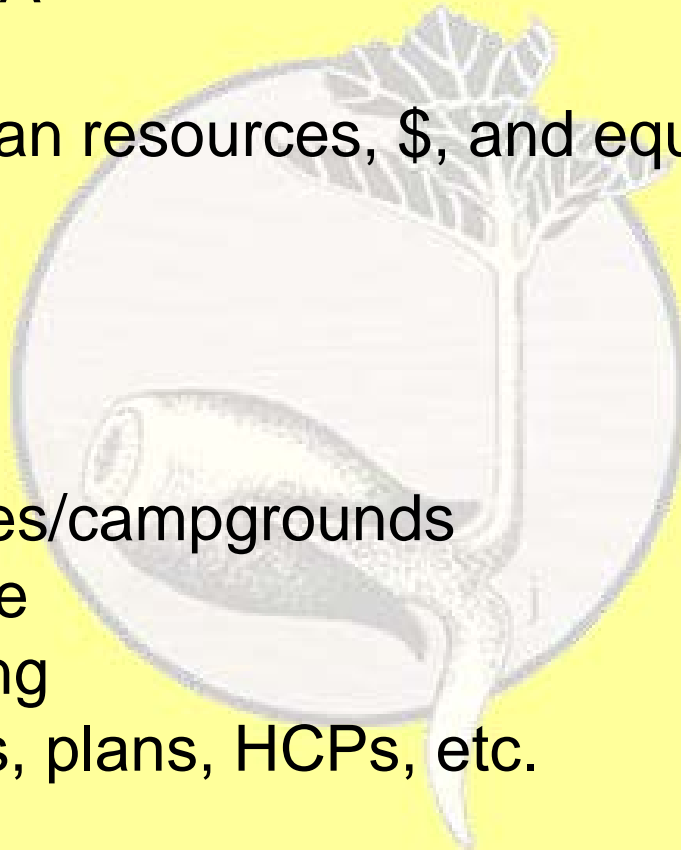 an resources, $, and equ
es/campgrounds
e
ng
s, plans, HCPs, etc.